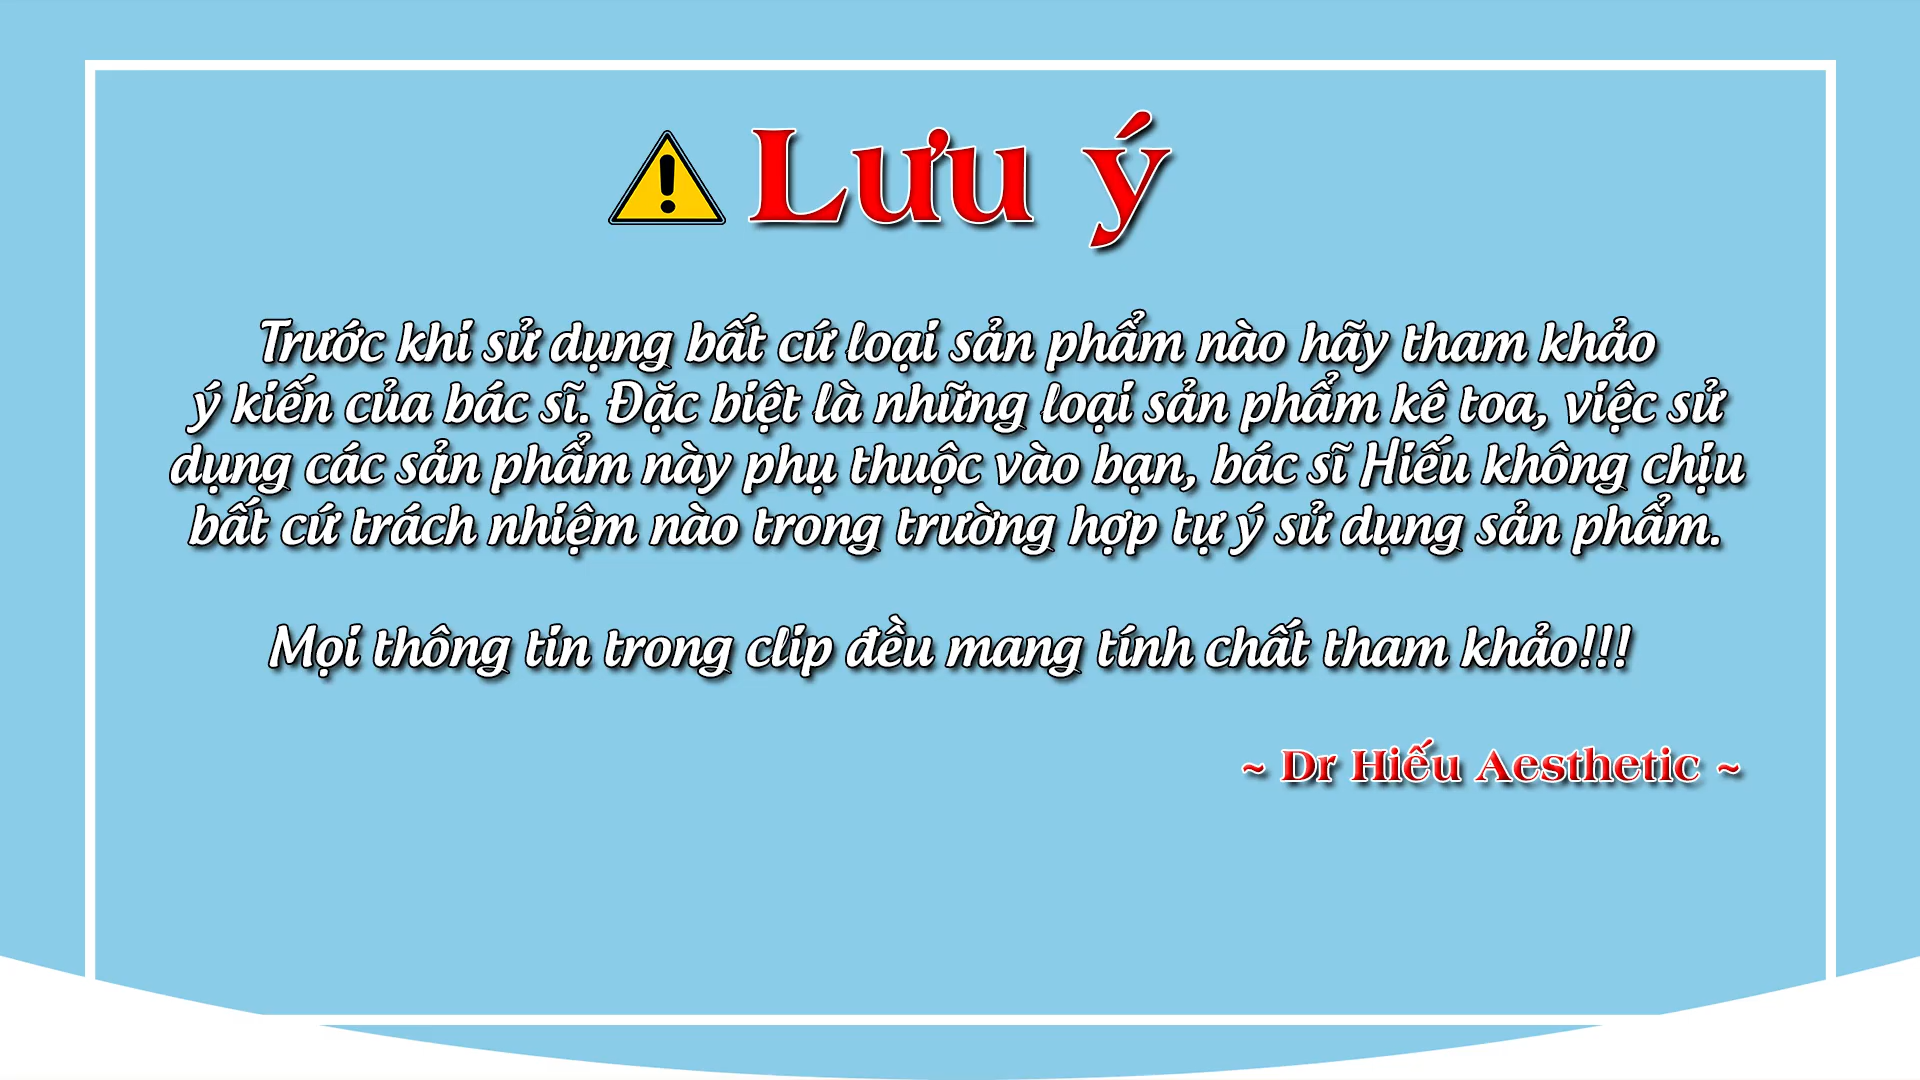 Lưu ý
Trước khi sử dụng bất cứ loại sản phẩm nào hãy tham khảo
ý kiến của bác sĩ. Đặc biệt là những loại sản phẩm kê toa, việc sử
dụng các sản phẩm này phụ thuộc vào bạn, bác sĩ Hiếu không chịu
bất cứ trách nhiệm nào trong trường hợp tự ý sử dụng sản phẩm.
Mọi thông tin trong clip đều mang tính chất tham khảo!!!
~ Dr Hiếu Aesthetic ~